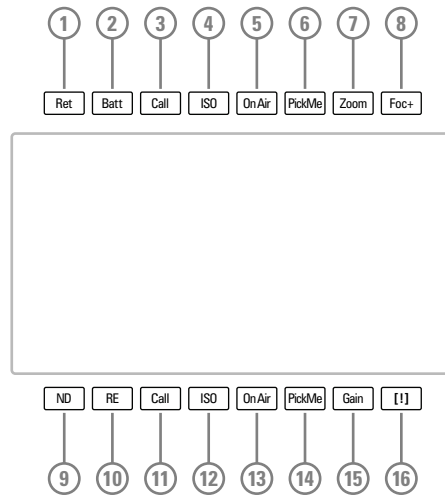 1 2 3 4 5 6 7 8
Ret Batt Call ISO On Air PickMe Zoom Foc+
ND RE Call ISO On Air PickMe Gain [!]
9 10 11 12 13 14 15 16